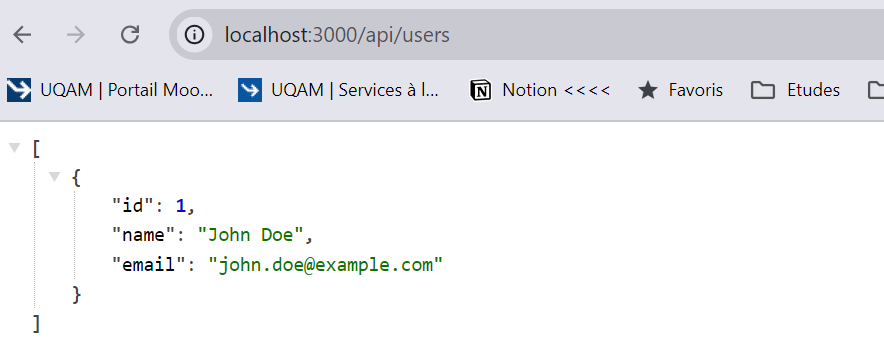 localhost:3000/api/users
UQAM | Portail Moo... UQAM | Services à l... N Notion <<<< Favoris Etudes
[
{
"id": 1,
"name": "John Doe",
"email": "john.doe@example.com"
}
]